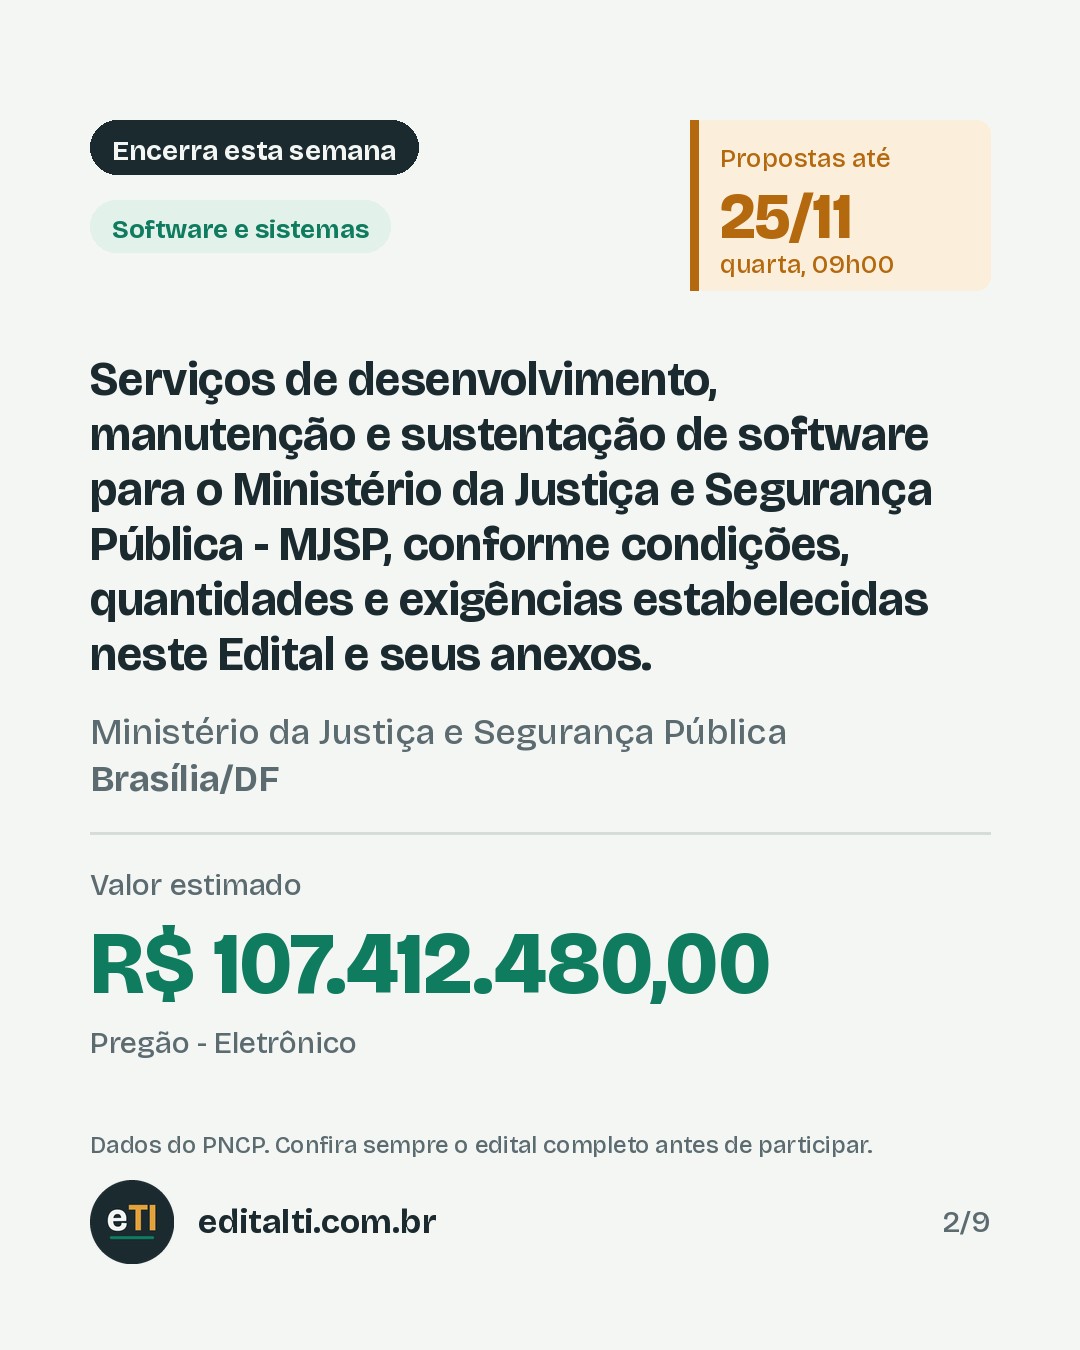 Encerra esta semana
Software e sistemas
Propostas até
25/11
quarta, 09h00
Serviços de desenvolvimento,
manutenção e sustentação de software
para o Ministério da Justiça e Segurança
Pública - MJSP, conforme condições,
quantidades e exigências estabelecidas
neste Edital e seus anexos.
Ministério da Justiça e Segurança Pública
Brasília/DF
Valor estimado
R$ 107.412.480,00
Pregão - Eletrônico
Dados do PNCP. Confira sempre o edital completo antes de participar.
eTI
editalti.com.br
2/9